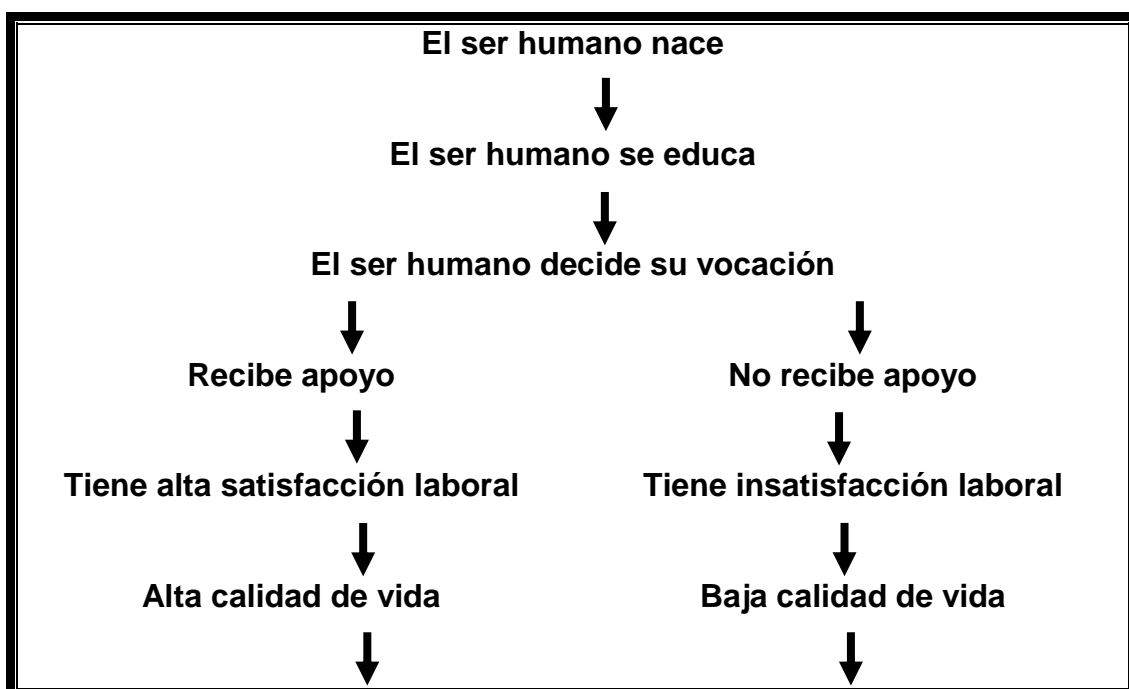 El ser humano nace
El ser humano se educa
El ser humano decide su vocación
Recibe apoyo
No recibe apoyo
Tiene alta satisfacción laboral
Tiene insatisfacción laboral
Alta calidad de vida
Baja calidad de vida